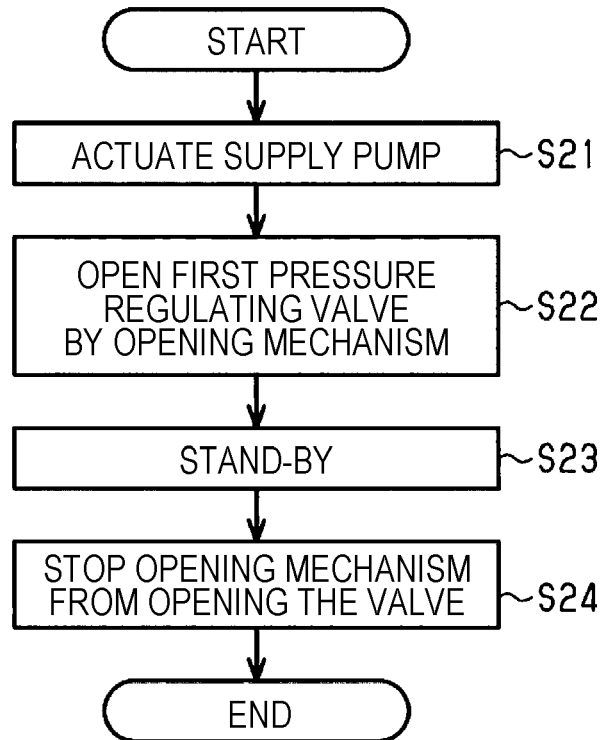 START
ACTUATE SUPPLY PUMP
S21
OPEN FIRST PRESSURE
REGULATING VALVE
BY OPENING MECHANISM
S22
STAND-BY
S23
STOP OPENING MECHANISM
FROM OPENING THE VALVE
S24
END